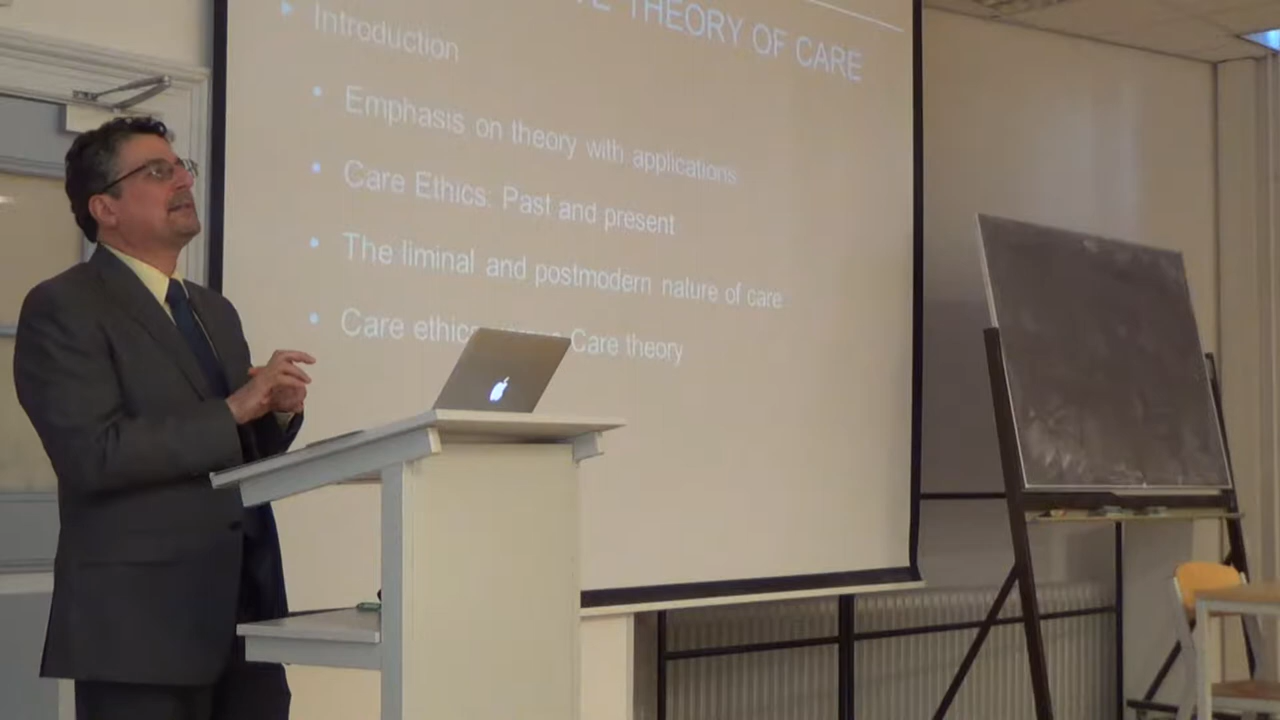 THEORY OF CARE
Introduction
Emphasis on theory with applications
Care Ethics: Past and present
The liminal and postmodern nature of care
Care ethics Care theory